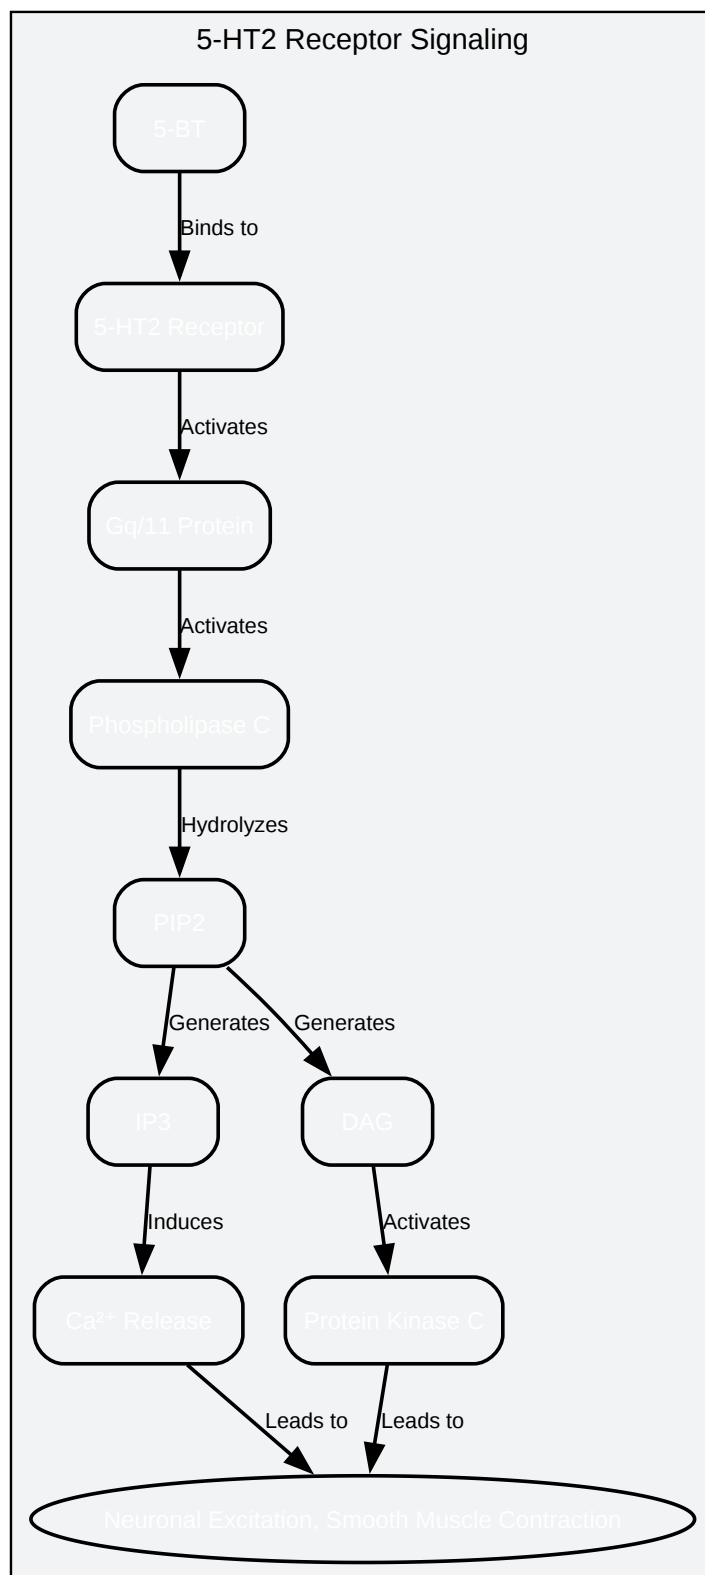 5-HT2 Receptor Signaling
5-BT
Binds to
5-HT2 Receptor
Activates
Gq/11 Protein
Activates
Phospholipase C
Hydrolyzes
PIP2
Generates
Generates
IP3
DAG
Induces
Activates
Ca²⁺ Release
Protein Kinase C
Leads to
Leads to
Neuronal Excitation, Smooth Muscle Contraction